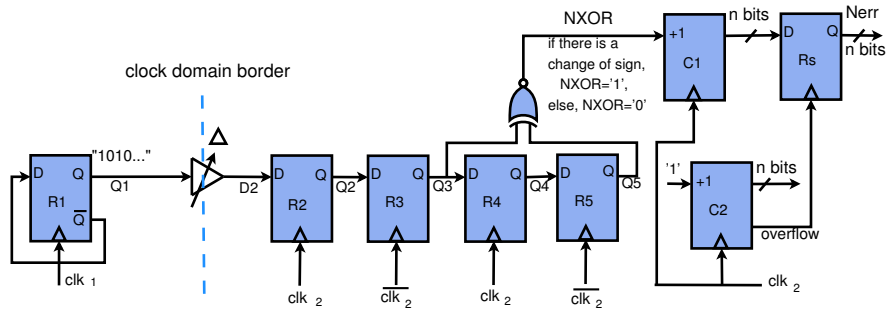 NXOR
if there is a
change of sign,
NXOR='1',
else, NXOR='0'
n bits
Nerr
n bits
+1
C1
D
Q
Rs
clock domain border
Δ
"1010..."
D
Q
Q1
R1
Q̅
clk 1
D2
D
Q
R2
Q2
clk 2
D
Q
R3
Q3
c̅l̅k̅ ̅2̅
D
Q
R4
Q4
clk 2
D
Q
R5
Q5
c̅l̅k̅ ̅2̅
'1'
+1
n bits
C2
overflow
clk 2